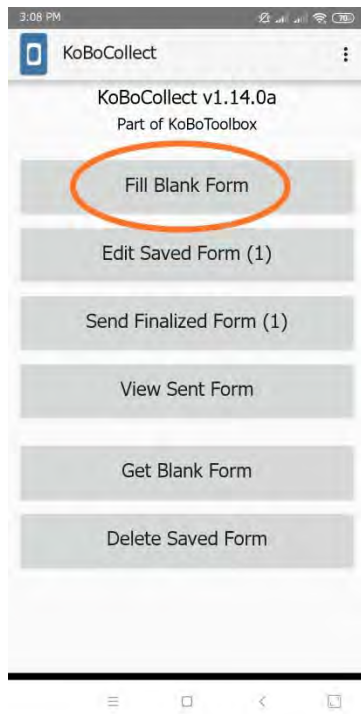 3:08 PM 70
KoBoCollect
KoBoCollect v1.14.0a
Part of KoBoToolbox
Fill Blank Form
Edit Saved Form (1)
Send Finalized Form (1)
View Sent Form
Get Blank Form
Delete Saved Form